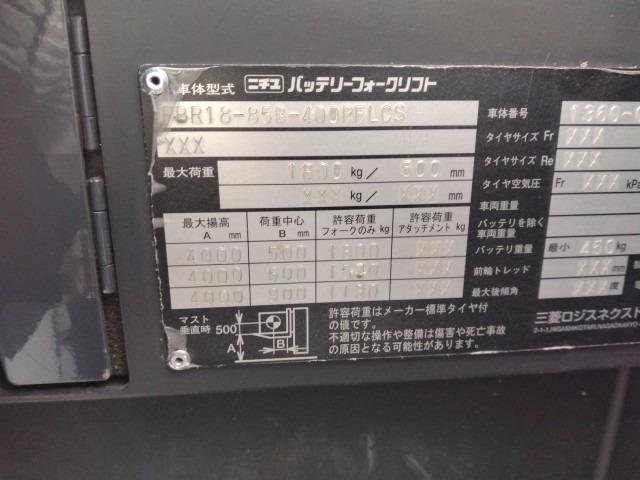 車体型式 ニチユ バッテリーフォークリフト
FBR18-85B-400PFLCS
XXX
最大荷重 1800 kg / 500 mm
XXX kg / XXX mm
最大揚高 A mm 荷重中心 B mm 許容荷重 フォークのみ kg 許容荷重 アタッチメント kg
4000 500 1800 XXX
4000 600 XXX
4000 XXX
マスト垂直時 500 A B
許容荷重はメーカー標準タイヤ付
の値です。
不適切な操作や整備は傷害や死亡事故
の原因となる可能性があります。
車体番号 1360-
タイヤサイズ Fr XXX
タイヤサイズ Re XXX
タイヤ空気圧 Fr XXX kPa
車両重量
バッテリを除く
車両重量
バッテリ重量 最小 450 kg
前輪トレッド XXX mm
最大後傾角 XXX 度
三菱ロジスネクスト